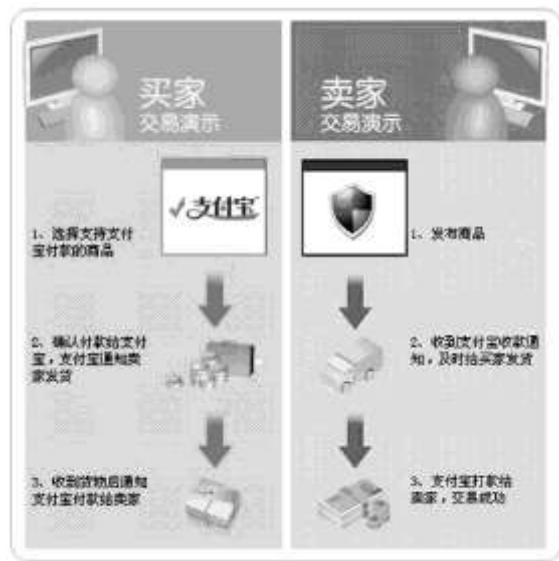 买家
交易演示
支付宝
1、选择支持支付
宝付款的商品
2、确认付款给支付
宝，支付宝通知卖
家发货
3、收到货物后通知
支付宝付款给卖家
卖家
交易演示
1、发布商品
2、收到支付宝收款通
知，及时给买家发货
3、支付宝打款给
卖家，交易成功